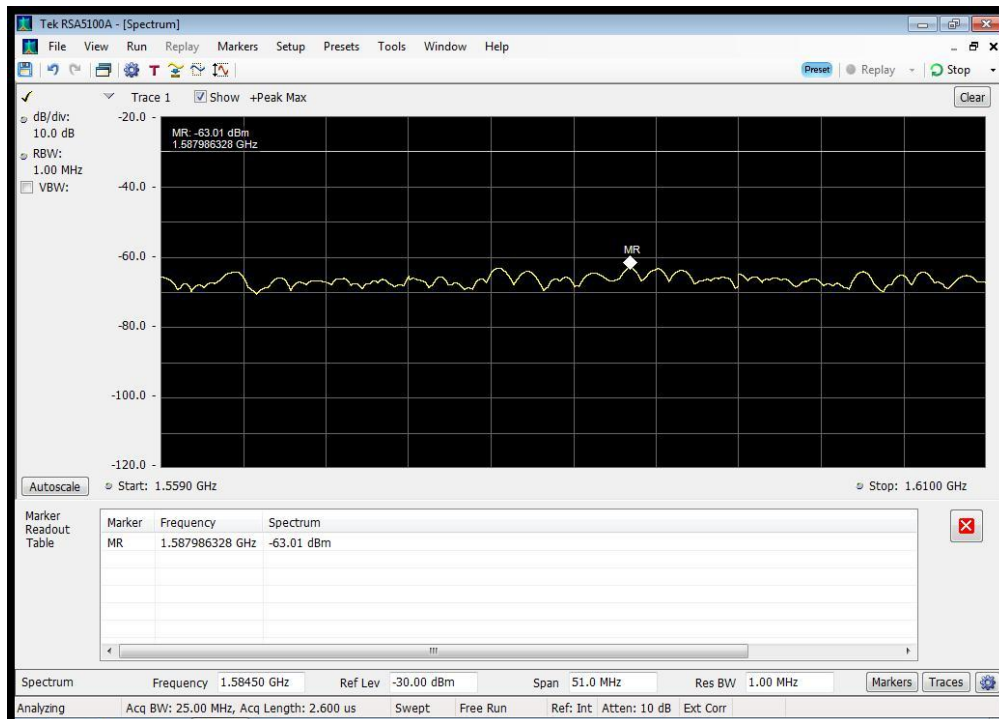 Tek RSA5100A - [Spectrum]
File View Run Replay Markers Setup Presets Tools Window Help
T Preset Replay Stop
Trace 1 Show +Peak Max Clear
dB/div:
10.0 dB
RBW:
1.00 MHz
VBW:
-20.0
MR: -63.01 dBm
1.587986328 GHz
-40.0
-60.0
MR
-80.0
-100.0
-120.0
Autoscale Start: 1.5590 GHz Stop: 1.6100 GHz
Marker
Readout
Table
Marker Frequency Spectrum
MR 1.587986328 GHz -63.01 dBm
Spectrum Frequency 1.58450 GHz Ref Lev -30.00 dBm Span 51.0 MHz Res BW 1.00 MHz Markers Traces
Analyzing Acq BW: 25.00 MHz, Acq Length: 2.600 us Swept Free Run Ref: Int Atten: 10 dB Ext Corr